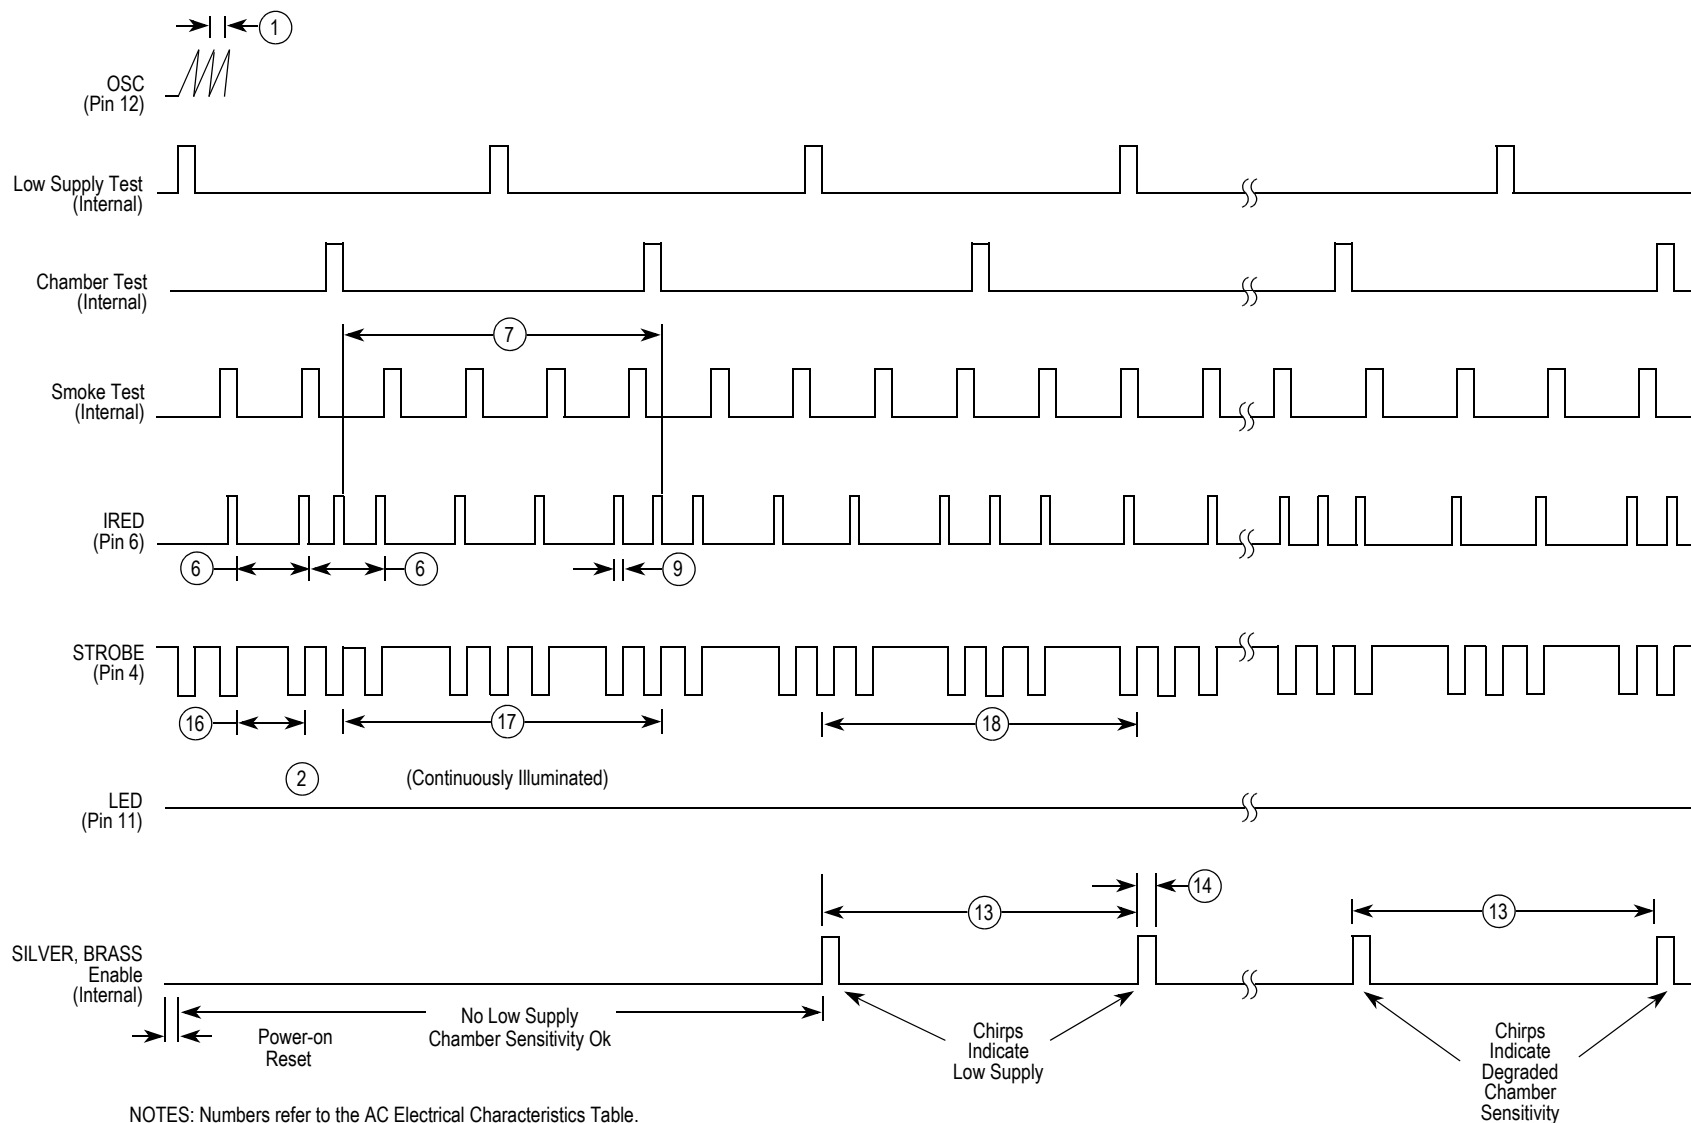 1
OSC
(Pin 12)
Low Supply Test
(Internal)
Chamber Test
(Internal)
7
Smoke Test
(Internal)
IRED
(Pin 6)
6
6
9
STROBE
(Pin 4)
16
17
18
2
(Continuously Illuminated)
LED
(Pin 11)
14
13
13
SILVER, BRASS
Enable
(Internal)
Power-on
Reset
No Low Supply
Chamber Sensitivity Ok
Chirps
Indicate
Low Supply
Chirps
Indicate
Degraded
Chamber
Sensitivity
NOTES: Numbers refer to the AC Electrical Characteristics Table.